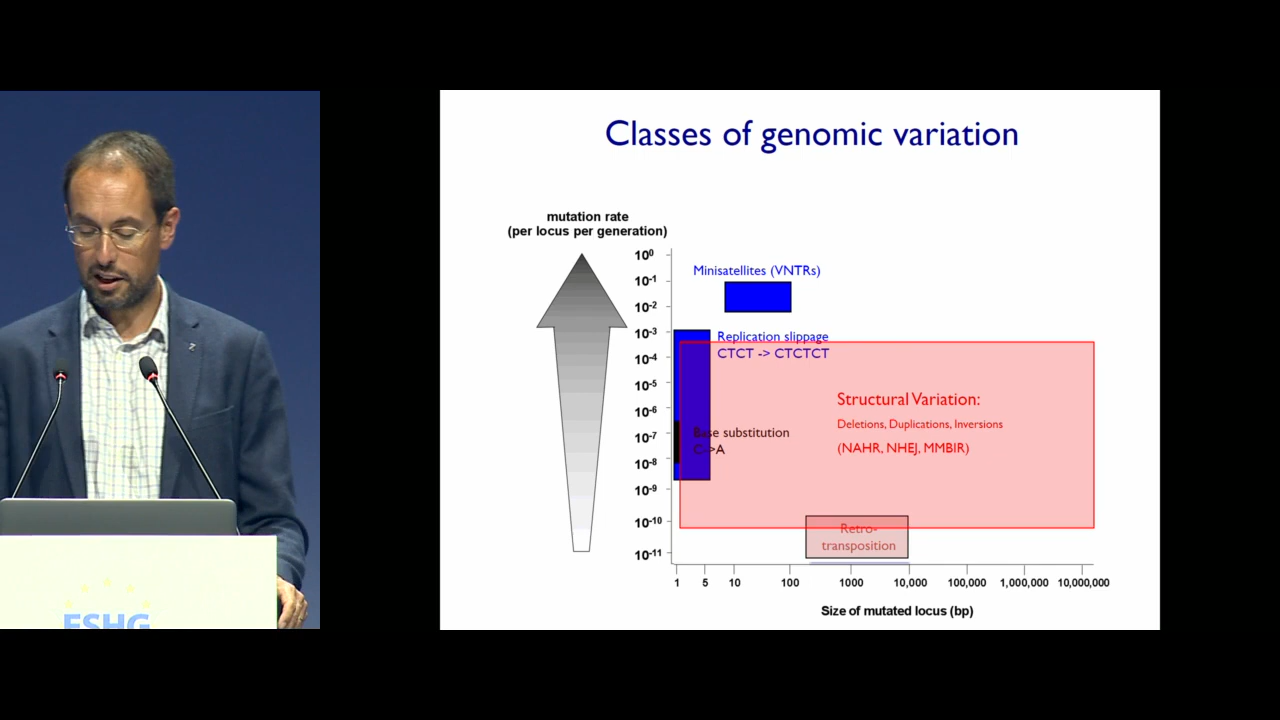 Classes of genomic variation
mutation rate
(per locus per generation)
10⁰
10⁻¹
10⁻²
10⁻³
10⁻⁴
10⁻⁵
10⁻⁶
10⁻⁷
10⁻⁸
10⁻⁹
10⁻¹⁰
10⁻¹¹
Minisatellites (VNTRs)
Replication slippage
CTCT -> CTCTCT
Structural Variation:
Deletions, Duplications, Inversions
(NAHR, NHEJ, MMBIR)
Base substitution
C->A
Retro-
transposition
1 5 10 100 1000 10,000 100,000 1,000,000 10,000,000
Size of mutated locus (bp)
ESHG